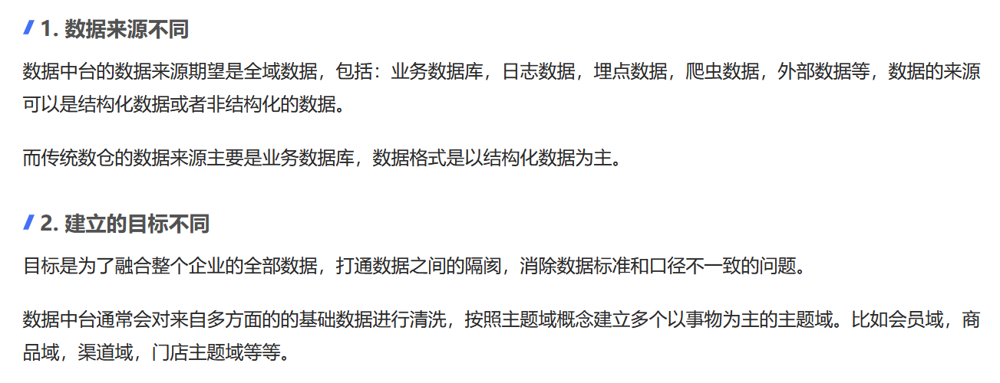 1. 数据来源不同
数据中台的数据来源期望是全域数据，包括：业务数据库，日志数据，埋点数据，爬虫数据，外部数据等，数据的来源
可以是结构化数据或者非结构化的数据。
而传统数仓的数据来源主要是业务数据库，数据格式是以结构化数据为主。
2. 建立的目标不同
目标是为了融合整个企业的全部数据，打通数据之间的隔阂，消除数据标准和口径不一致的问题。
数据中台通常会对来自多方面的的基础数据进行清洗，按照主题域概念建立多个以事物为主的主题域。比如会员域，商
品域，渠道域，门店主题域等等。